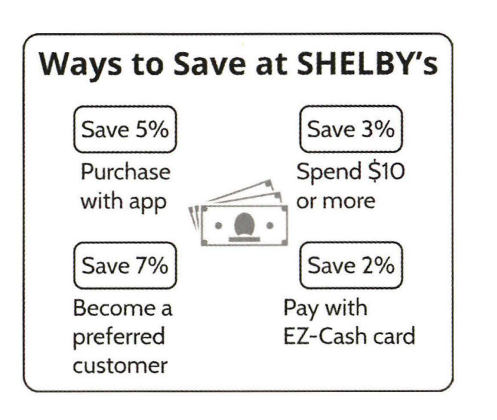 Ways to Save at SHELBY's
Save 5%
Purchase
with app
Save 3%
Spend $10
or more
Save 7%
Become a
preferred
customer
Save 2%
Pay with
EZ-Cash card